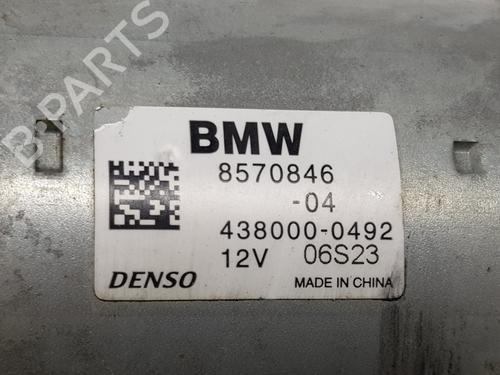 B-PARTS
BMW
8570846
-04
438000-0492
12V 06S23
DENSO MADE IN CHINA